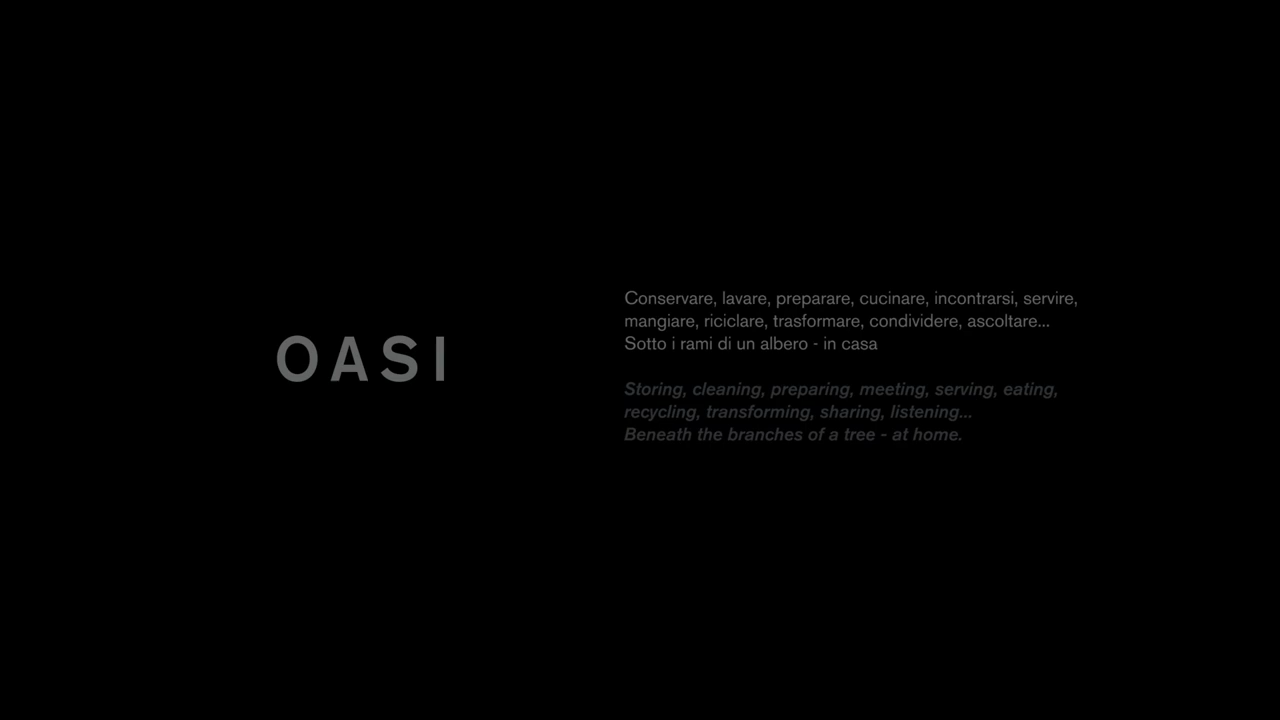 OASI
Conservare, lavare, preparare, cucinare, incontrarsi, servire,
mangiare, riciclare, trasformare, condividere, ascoltare...
Sotto i rami di un albero - in casa
Storing, cleaning, preparing, meeting, serving, eating,
recycling, transforming, sharing, listening...
Beneath the branches of a tree - at home.